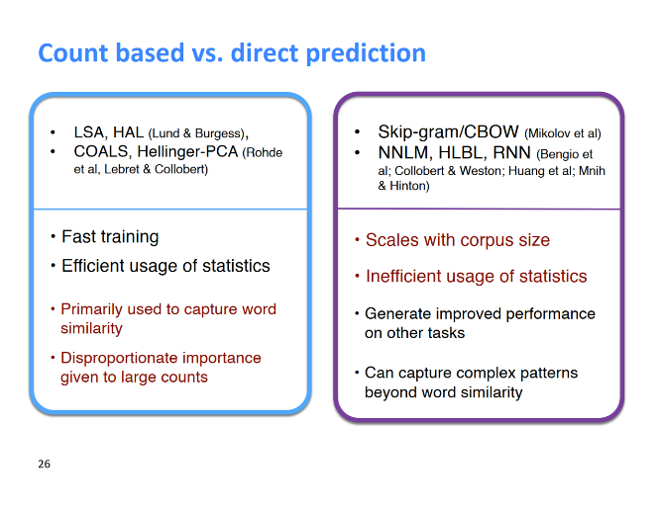 Count based vs. direct prediction
• LSA, HAL (Lund & Burgess),
• COALS, Hellinger-PCA (Rohde
et al, Lebret & Collobert)
• Fast training
• Efficient usage of statistics
• Primarily used to capture word
similarity
• Disproportionate importance
given to large counts
• Skip-gram/CBOW (Mikolov et al)
• NNLM, HLBL, RNN (Bengio et
al; Collobert & Weston; Huang et al; Mnih
& Hinton)
• Scales with corpus size
• Inefficient usage of statistics
• Generate improved performance
on other tasks
• Can capture complex patterns
beyond word similarity
26